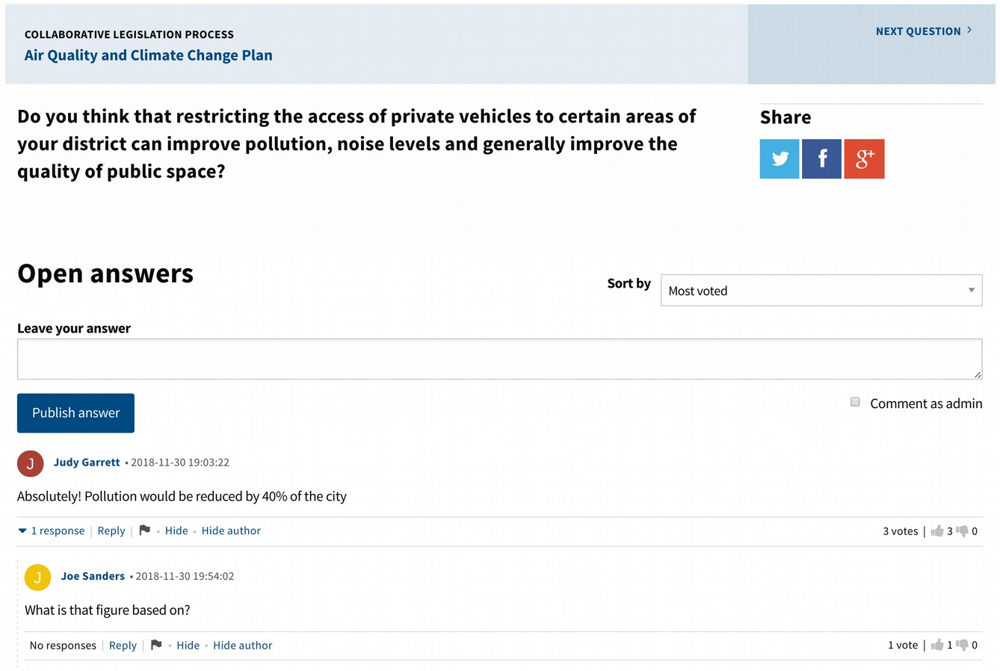 COLLABORATIVE LEGISLATION PROCESS
NEXT QUESTION
Air Quality and Climate Change Plan
Do you think that restricting the access of private vehicles to certain areas of
your district can improve pollution, noise levels and generally improve the
quality of public space?
Share
f g+
Open answers
Sort by Most voted
Leave your answer
Publish answer
Comment as admin
J Judy Garrett • 2018-11-30 19:03:22
Absolutely! Pollution would be reduced by 40% of the city
1 response | Reply | • Hide • Hide author 3 votes | 3 0
J Joe Sanders • 2018-11-30 19:54:02
What is that figure based on?
No responses | Reply | • Hide • Hide author 1 vote | 1 0